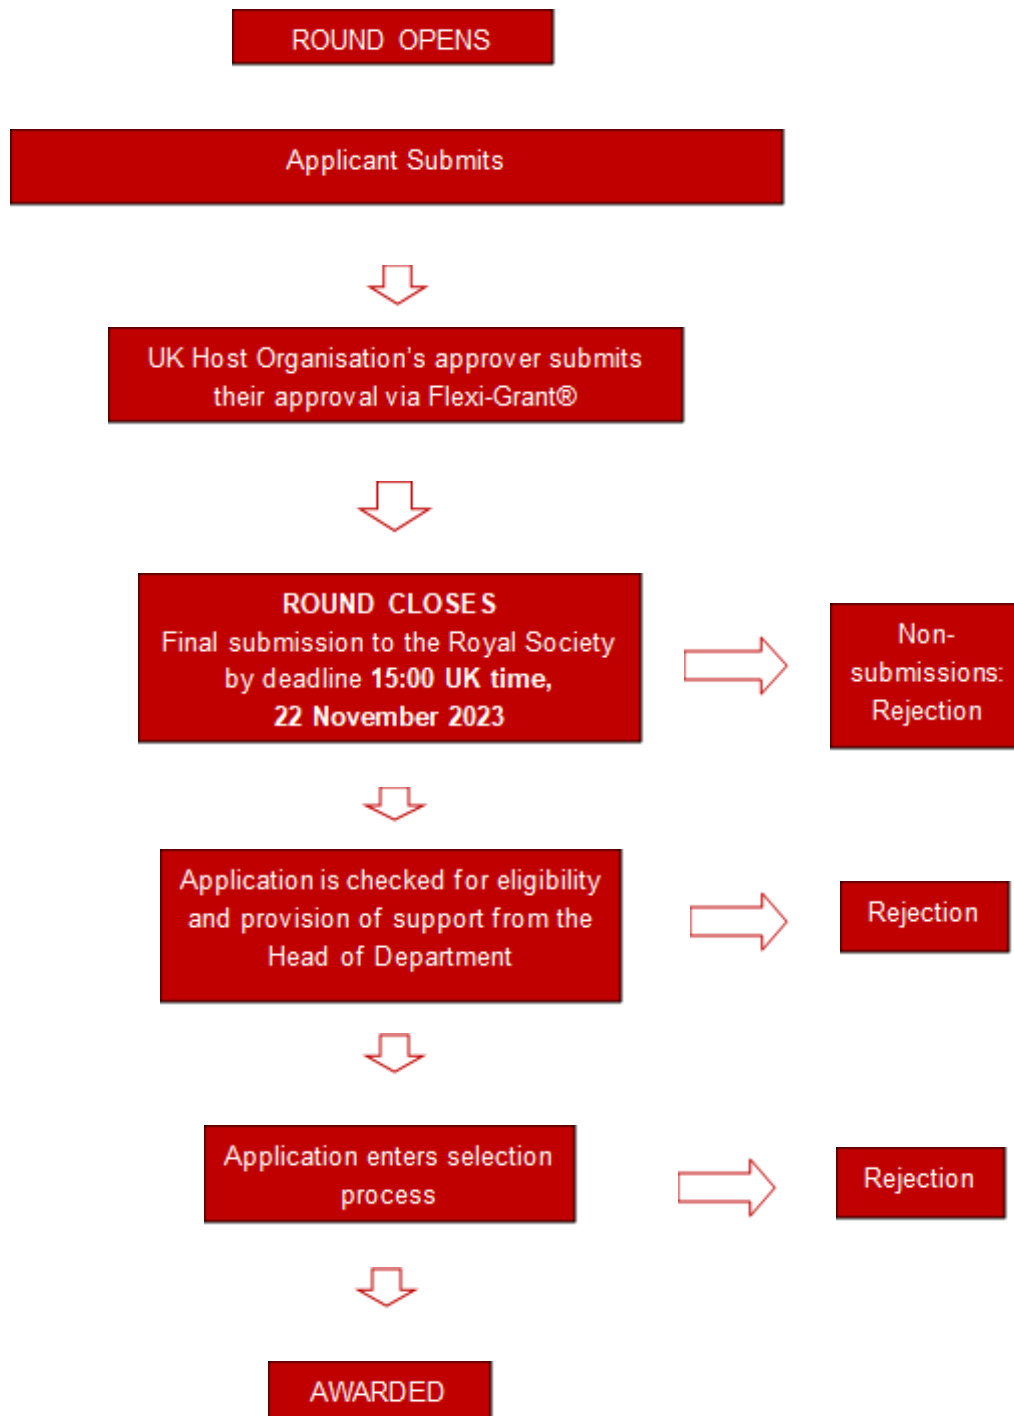 ROUND OPENS
Applicant Submits
UK Host Organisation's approver submits
their approval via Flexi-Grant®
ROUND CLOSES
Final submission to the Royal Society
by deadline 15:00 UK time,
22 November 2023
Non-
submissions:
Rejection
Application is checked for eligibility
and provision of support from the
Head of Department
Rejection
Application enters selection
process
Rejection
AWARDED